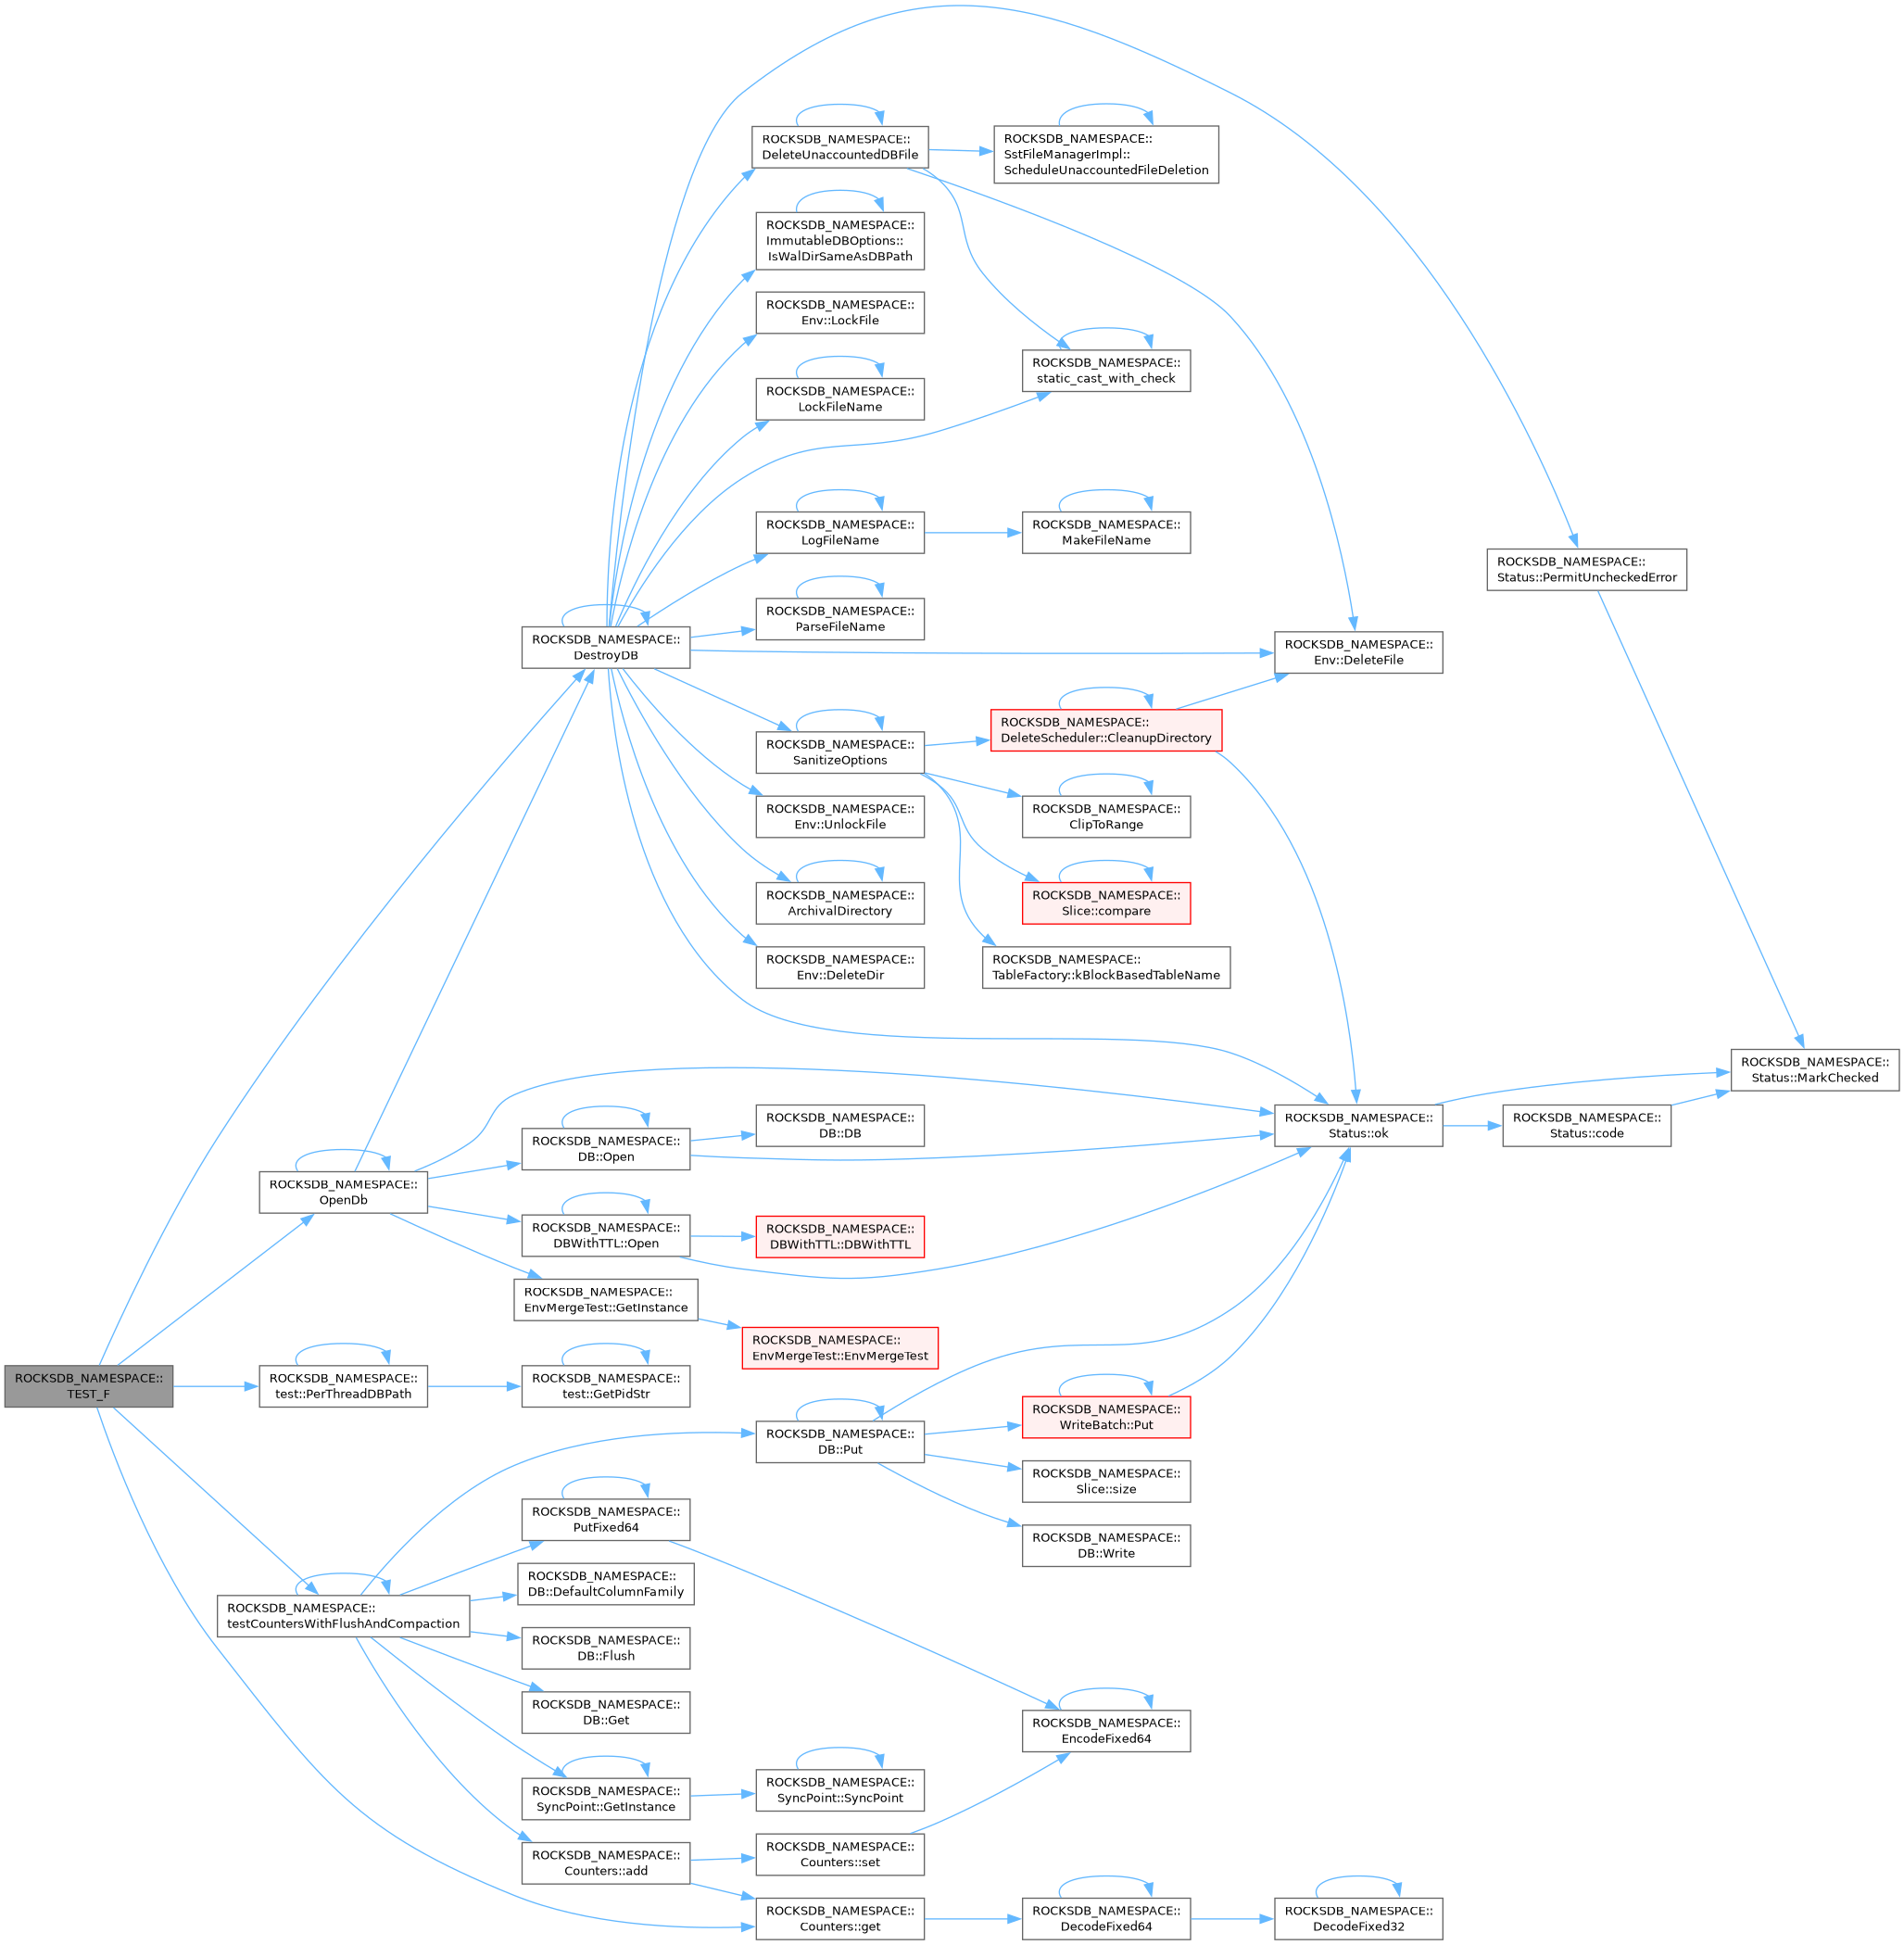 ROCKSDB_NAMESPACE::
DeleteUnaccountedDBFile
ROCKSDB_NAMESPACE::
SstFileManagerImpl::
ScheduleUnaccountedFileDeletion
ROCKSDB_NAMESPACE::
ImmutableDBOptions::
IsWalDirSameAsDBPath
ROCKSDB_NAMESPACE::
Env::LockFile
ROCKSDB_NAMESPACE::
static_cast_with_check
ROCKSDB_NAMESPACE::
LockFileName
ROCKSDB_NAMESPACE::
LogFileName
ROCKSDB_NAMESPACE::
MakeFileName
ROCKSDB_NAMESPACE::
Status::PermitUncheckedError
ROCKSDB_NAMESPACE::
ParseFileName
ROCKSDB_NAMESPACE::
DestroyDB
ROCKSDB_NAMESPACE::
Env::DeleteFile
ROCKSDB_NAMESPACE::
DeleteScheduler::CleanupDirectory
ROCKSDB_NAMESPACE::
SanitizeOptions
ROCKSDB_NAMESPACE::
Env::UnlockFile
ROCKSDB_NAMESPACE::
ClipToRange
ROCKSDB_NAMESPACE::
ArchivalDirectory
ROCKSDB_NAMESPACE::
Slice::compare
ROCKSDB_NAMESPACE::
Env::DeleteDir
ROCKSDB_NAMESPACE::
TableFactory::kBlockBasedTableName
ROCKSDB_NAMESPACE::
Status::MarkChecked
ROCKSDB_NAMESPACE::
DB::DB
ROCKSDB_NAMESPACE::
Status::ok
ROCKSDB_NAMESPACE::
Status::code
ROCKSDB_NAMESPACE::
DB::Open
ROCKSDB_NAMESPACE::
OpenDb
ROCKSDB_NAMESPACE::
DBWithTTL::Open
ROCKSDB_NAMESPACE::
DBWithTTL::DBWithTTL
ROCKSDB_NAMESPACE::
EnvMergeTest::GetInstance
ROCKSDB_NAMESPACE::
EnvMergeTest::EnvMergeTest
ROCKSDB_NAMESPACE::
TEST_F
ROCKSDB_NAMESPACE::
test::PerThreadDBPath
ROCKSDB_NAMESPACE::
test::GetPidStr
ROCKSDB_NAMESPACE::
WriteBatch::Put
ROCKSDB_NAMESPACE::
DB::Put
ROCKSDB_NAMESPACE::
Slice::size
ROCKSDB_NAMESPACE::
PutFixed64
ROCKSDB_NAMESPACE::
DB::Write
ROCKSDB_NAMESPACE::
DB::DefaultColumnFamily
ROCKSDB_NAMESPACE::
testCountersWithFlushAndCompaction
ROCKSDB_NAMESPACE::
DB::Flush
ROCKSDB_NAMESPACE::
DB::Get
ROCKSDB_NAMESPACE::
EncodeFixed64
ROCKSDB_NAMESPACE::
SyncPoint::GetInstance
ROCKSDB_NAMESPACE::
SyncPoint::SyncPoint
ROCKSDB_NAMESPACE::
Counters::add
ROCKSDB_NAMESPACE::
Counters::set
ROCKSDB_NAMESPACE::
Counters::get
ROCKSDB_NAMESPACE::
DecodeFixed64
ROCKSDB_NAMESPACE::
DecodeFixed32